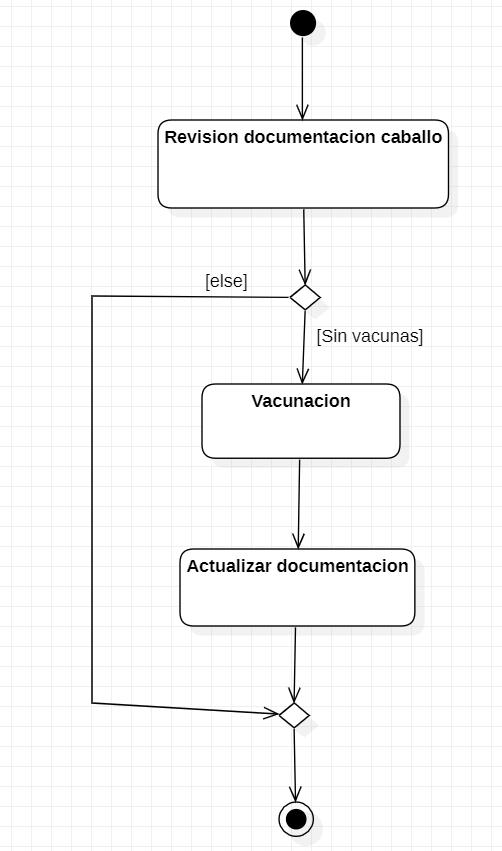 Revision documentacion caballo
[else]
[Sin vacunas]
Vacunacion
Actualizar documentacion